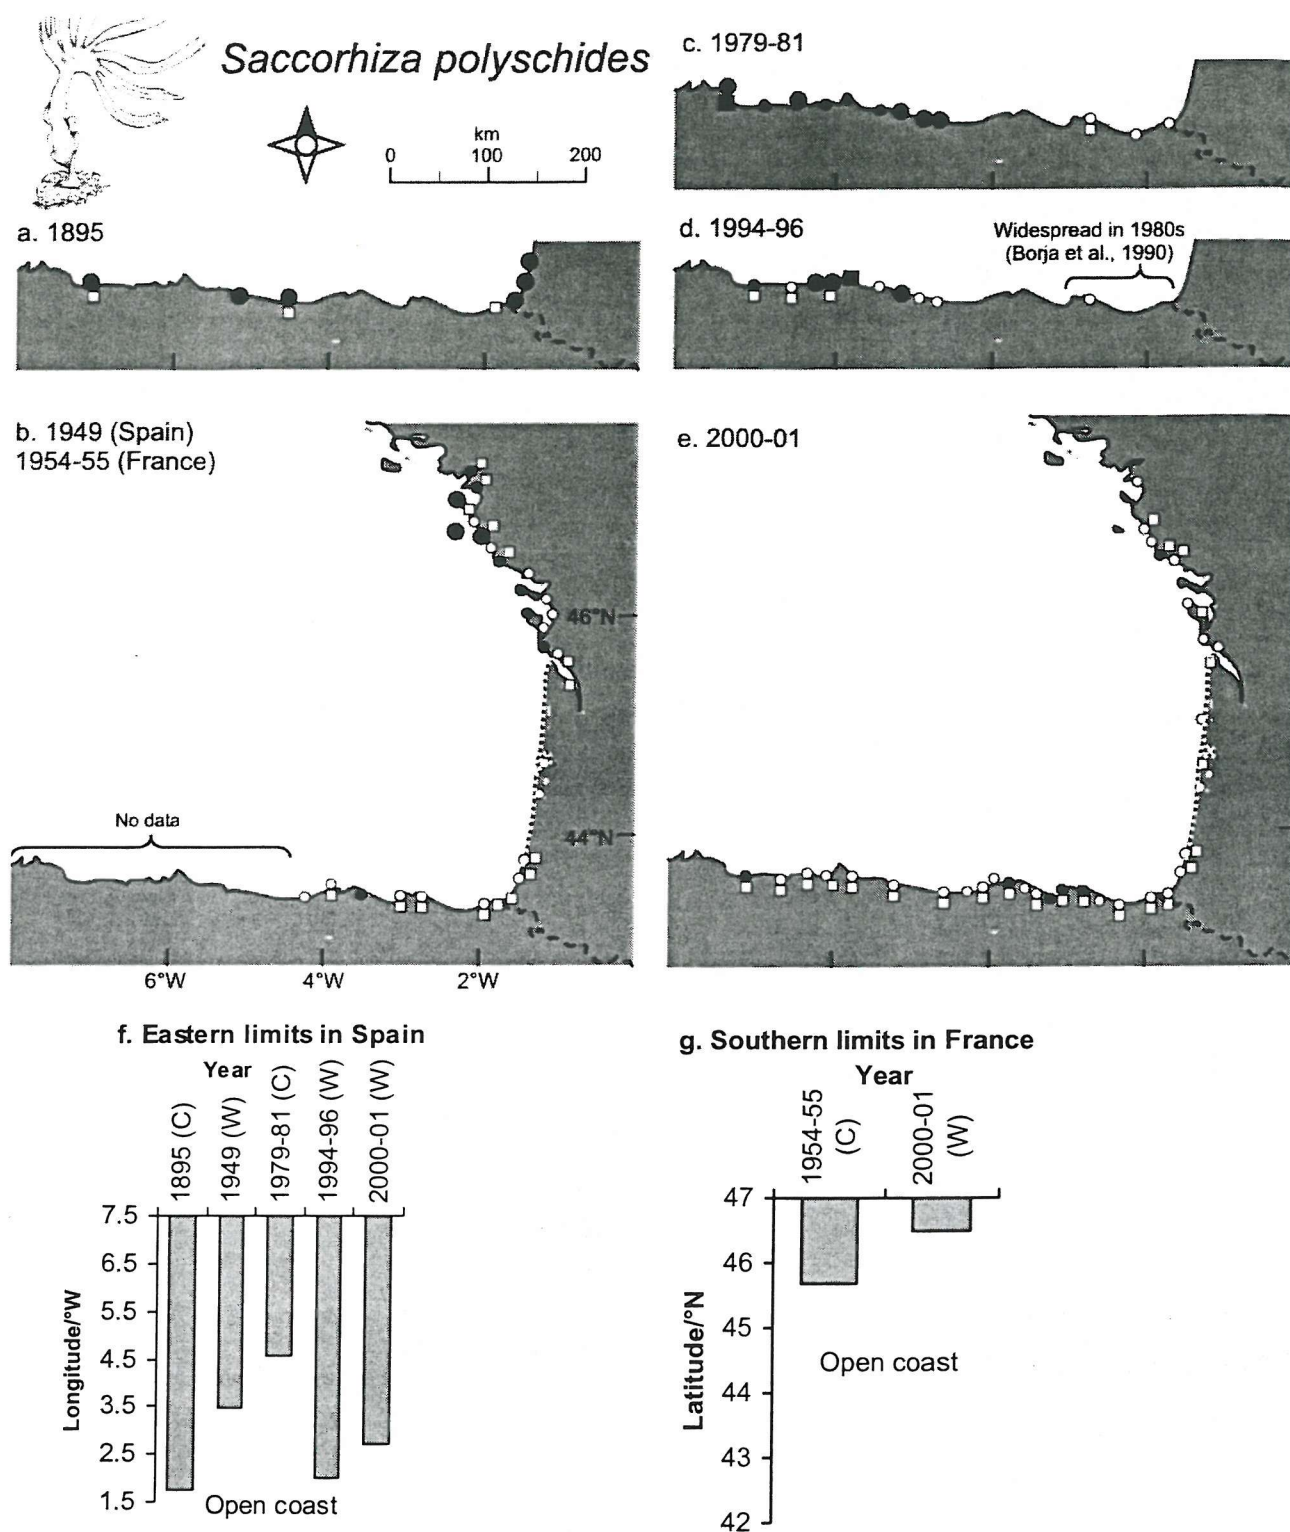 Saccorhiza polyschides
km
0 100 200
a. 1895
c. 1979-81
d. 1994-96
Widespread in 1980s
(Borja et al., 1990)
b. 1949 (Spain)
1954-55 (France)
46°N
44°N
No data
6°W 4°W 2°W
e. 2000-01
f. Eastern limits in Spain
Year
1895 (C)
1949 (W)
1979-81 (C)
1994-96 (W)
2000-01 (W)
7.5
6.5
5.5
4.5
3.5
2.5
1.5
Longitude/°W
Open coast
g. Southern limits in France
Year
1954-55
(C)
2000-01
(W)
47
46
45
44
43
42
Latitude/°N
Open coast